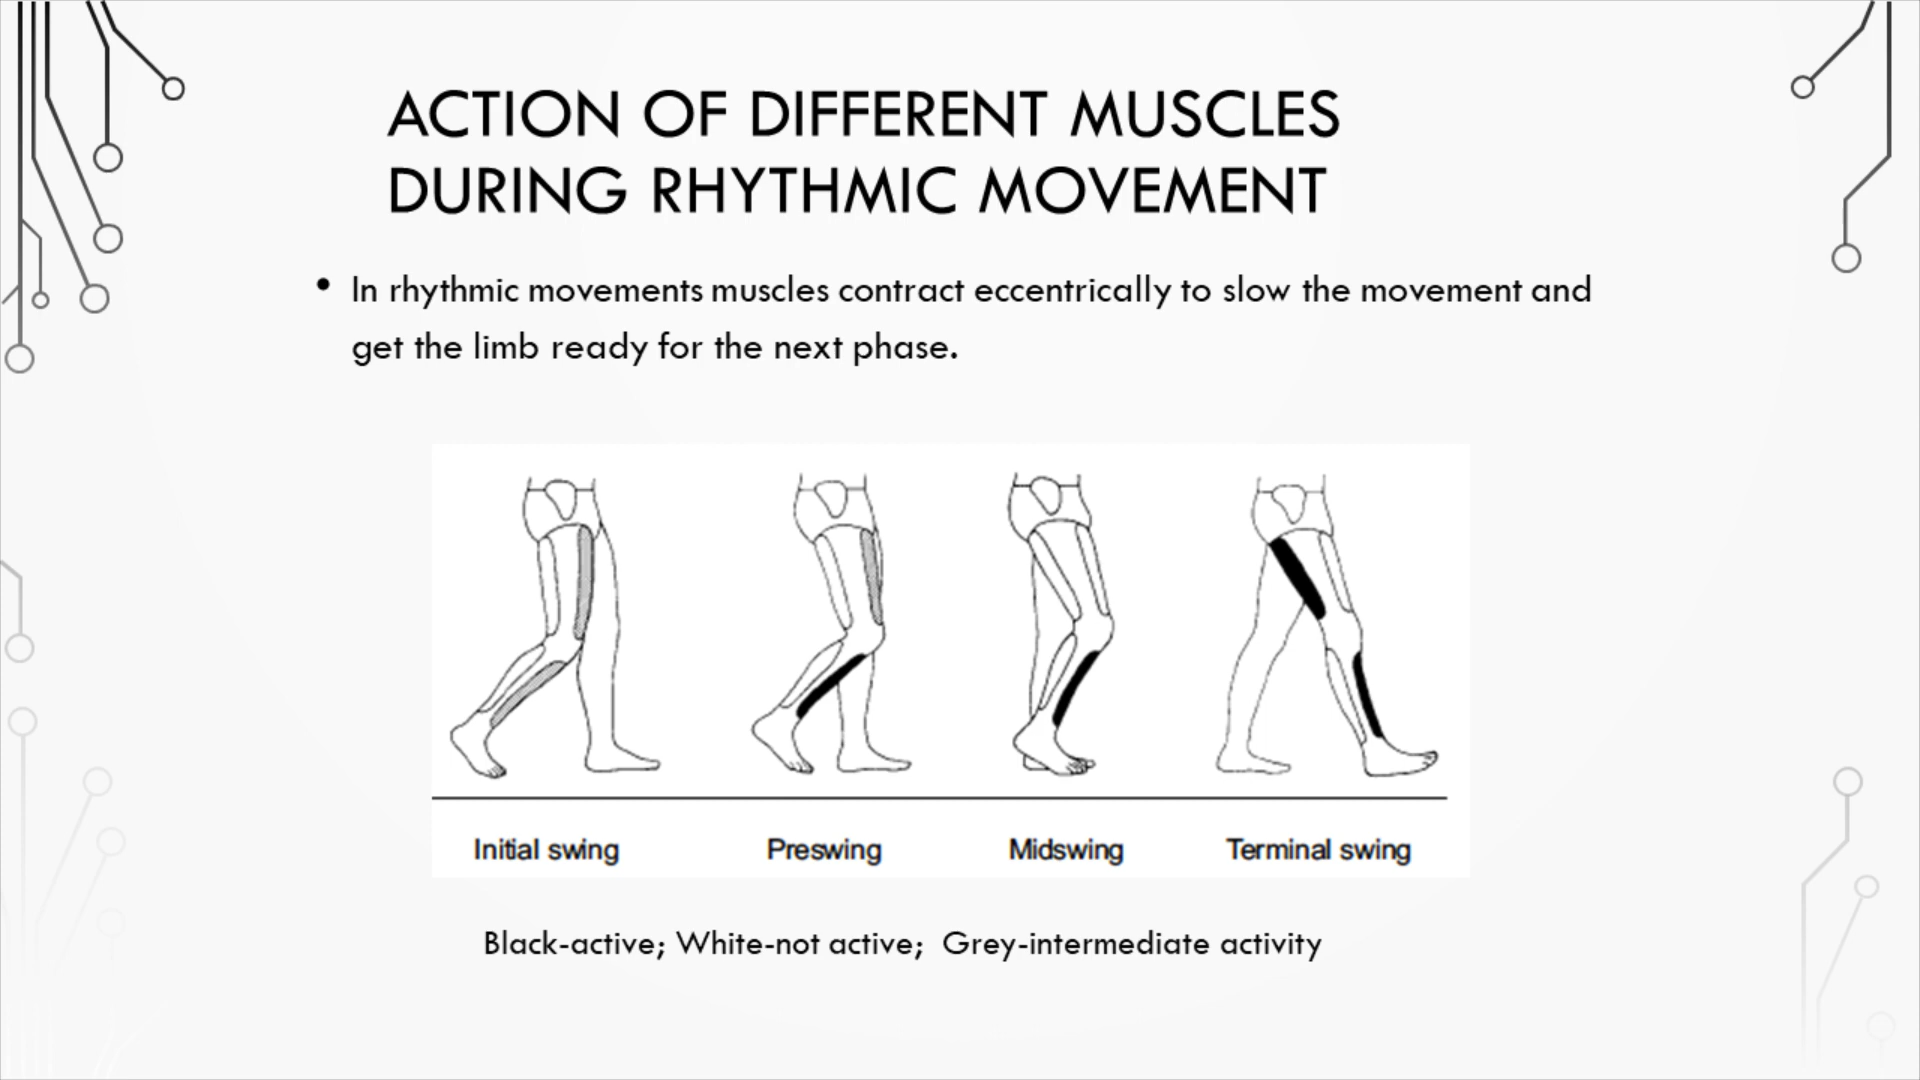 ACTION OF DIFFERENT MUSCLES
DURING RHYTHMIC MOVEMENT
• In rhythmic movements muscles contract eccentrically to slow the movement and
get the limb ready for the next phase.
Initial swing Preswing Midswing Terminal swing
Black-active; White-not active; Grey-intermediate activity